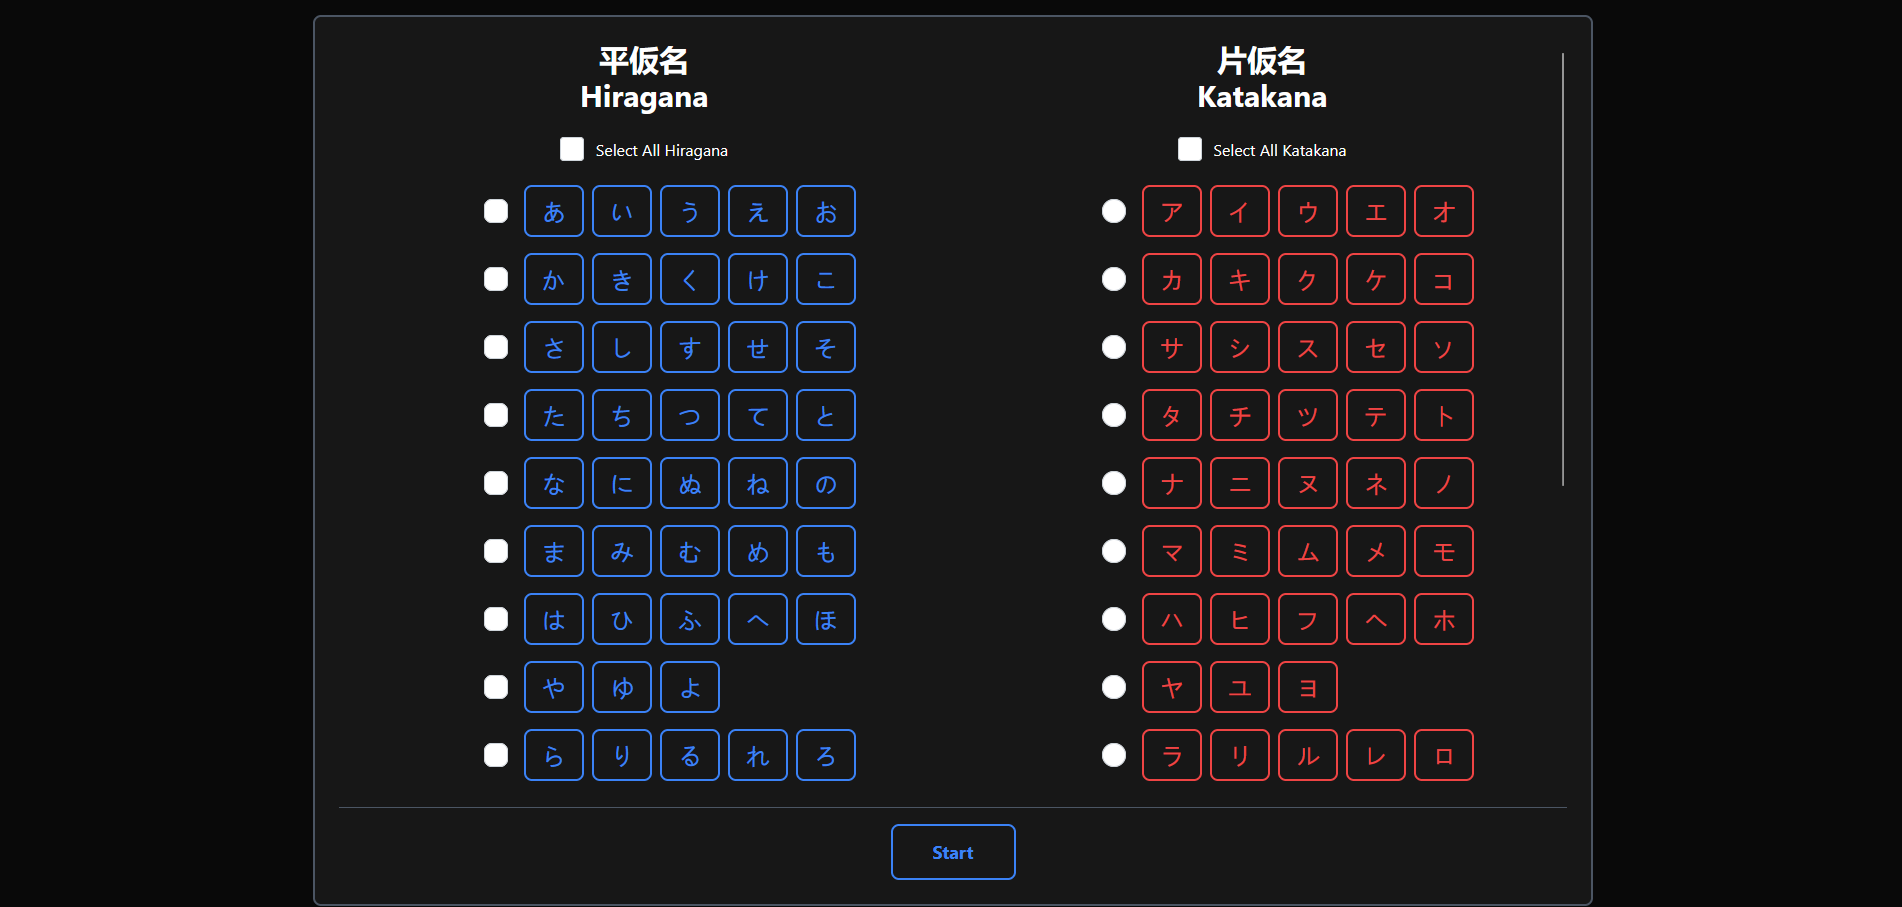 平仮名
Hiragana
Select All Hiragana
あ い う え お
か き く け こ
さ し す せ そ
た ち つ て と
な に ぬ ね の
ま み む め も
は ひ ふ へ ほ
や ゆ よ
ら り る れ ろ
片仮名
Katakana
Select All Katakana
ア イ ウ エ オ
カ キ ク ケ コ
サ シ ス セ ソ
タ チ ツ テ ト
ナ ニ ヌ ネ ノ
マ ミ ム メ モ
ハ ヒ フ ヘ ホ
ヤ ユ ヨ
ラ リ ル レ ロ
Start